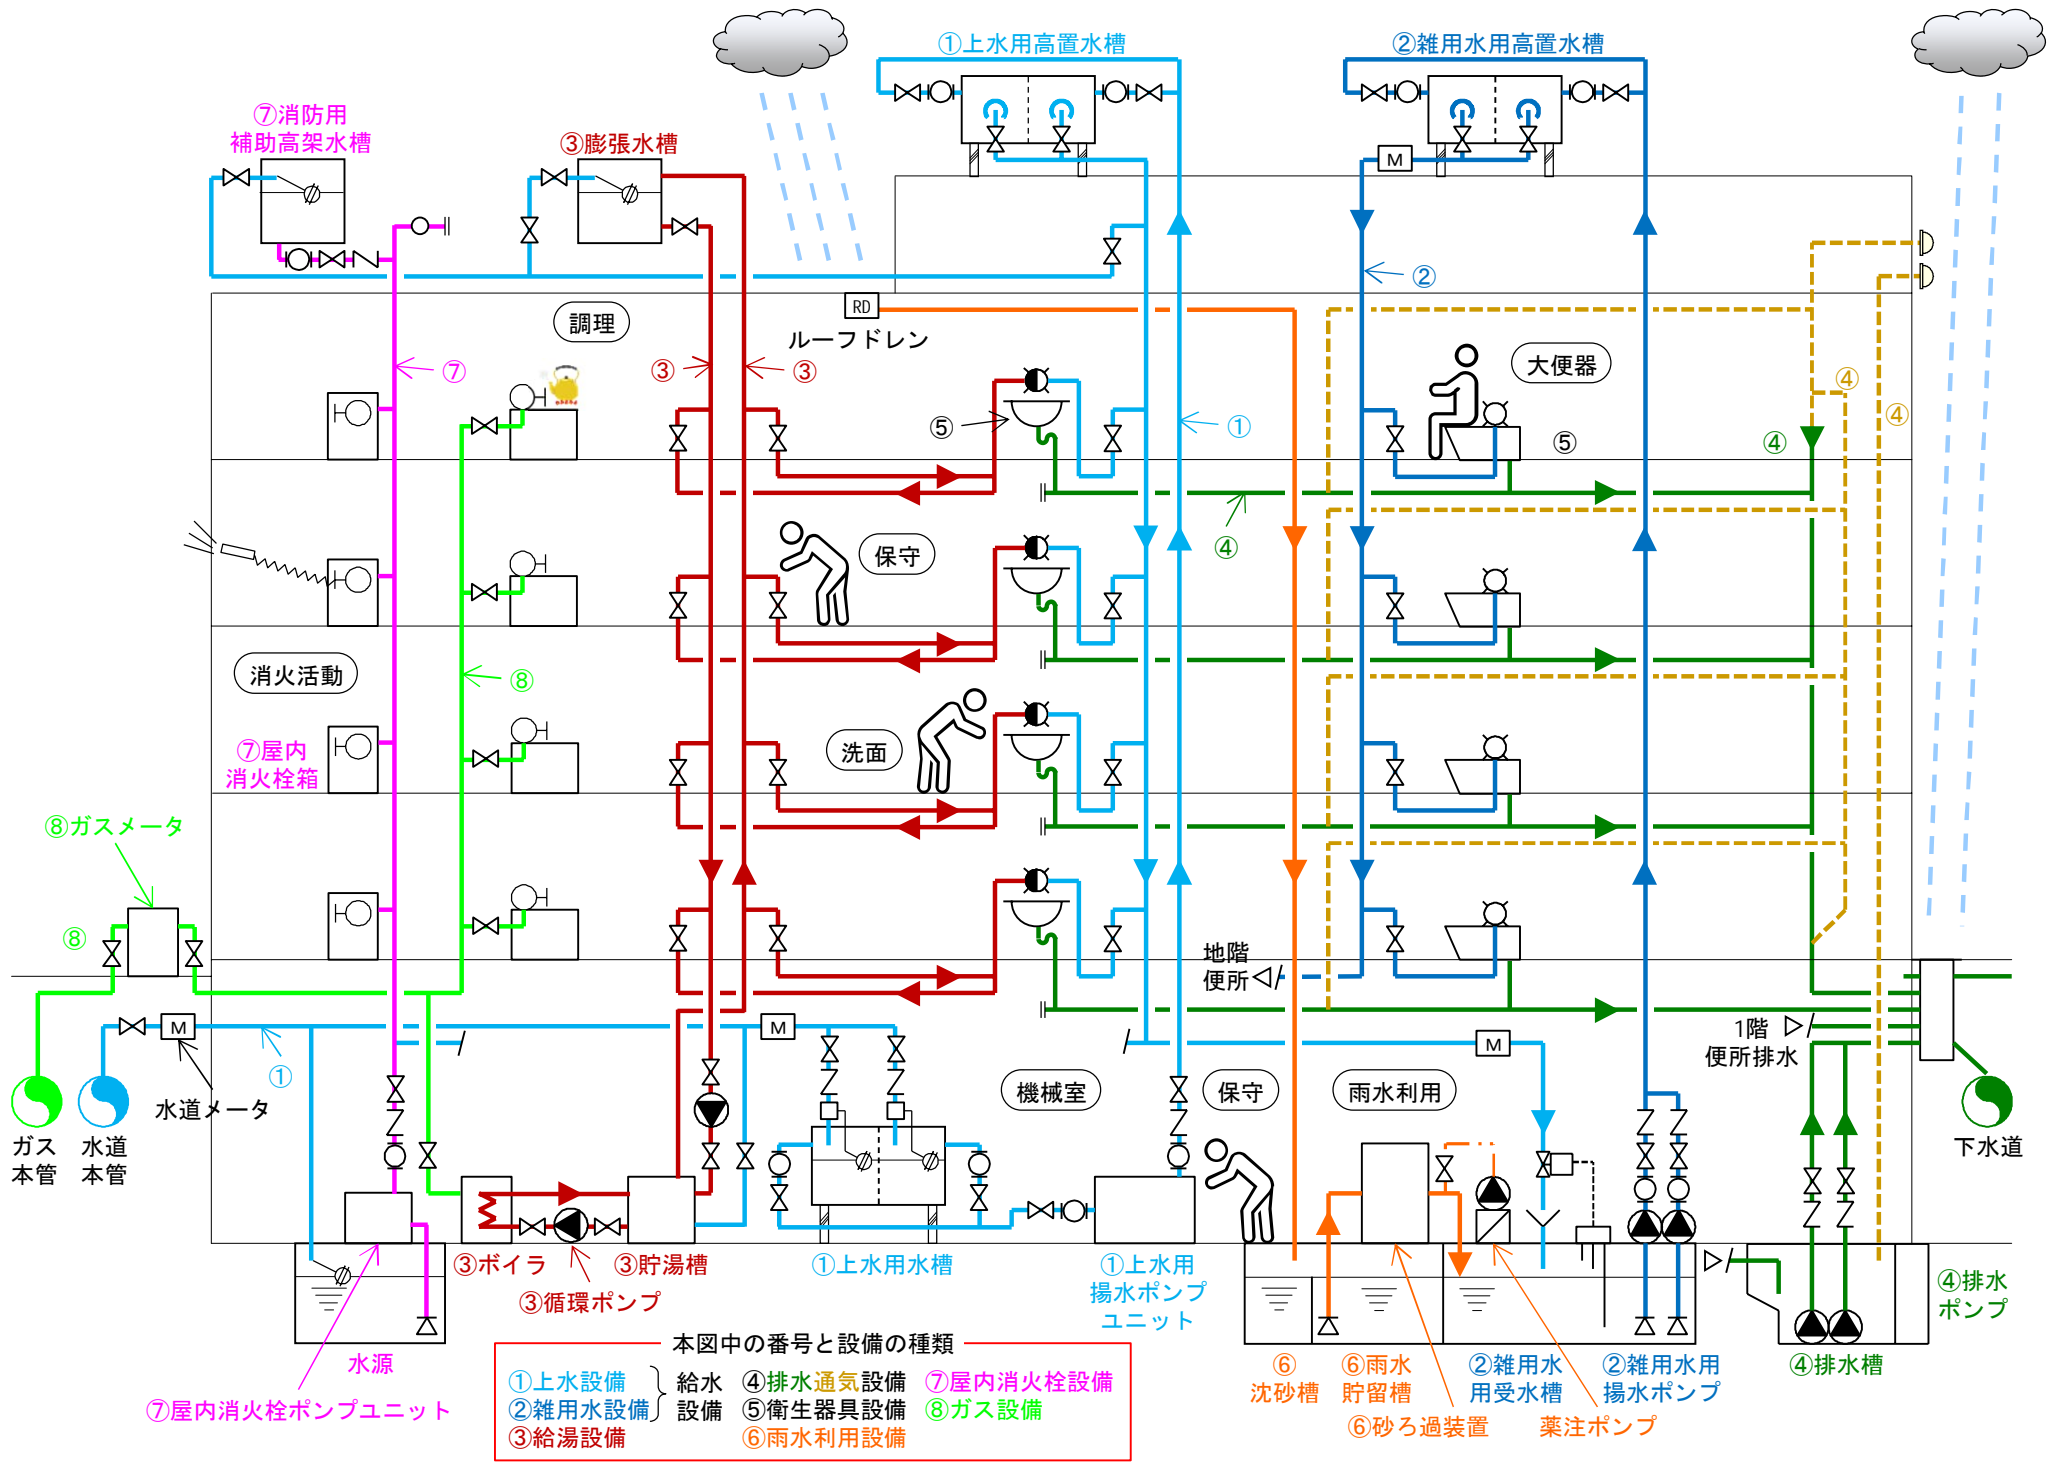 ①上水用高置水槽
②雑用水用高置水槽
⑦消防用
補助高架水槽
③膨張水槽
M
②
調理
RD
ルーフドレン
⑦
③
③
大便器
④
④
⑤
①
⑤
④
④
保守
消火活動
⑧
⑦屋内
消火栓箱
洗面
⑧ガスメータ
⑧
地階
便所
M
M
M
1階
便所排水
①
水道メータ
機械室
保守
雨水利用
ガス
本管
水道
本管
下水道
③ボイラ
③貯湯槽
③循環ポンプ
①上水用水槽
①上水用
揚水ポンプ
ユニット
④排水
ポンプ
水源
⑦屋内消火栓ポンプユニット
⑥
沈砂槽
⑥雨水
貯留槽
②雑用水
用受水槽
②雑用水用
揚水ポンプ
④排水槽
⑥砂ろ過装置
薬注ポンプ
本図中の番号と設備の種類
①上水設備
②雑用水設備
給水
設備
③給湯設備
④排水通気設備
⑤衛生器具設備
⑥雨水利用設備
⑦屋内消火栓設備
⑧ガス設備